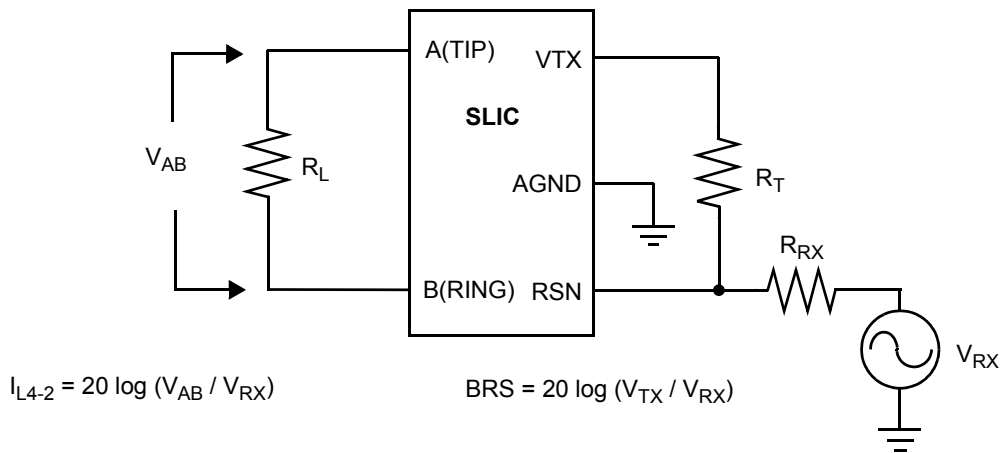 A(TIP)
VTX
SLIC
V_AB
R_L
AGND
R_T
R_RX
B(RING)
RSN
V_RX
I_L4-2 = 20 log (V_AB / V_RX)
BRS = 20 log (V_TX / V_RX)